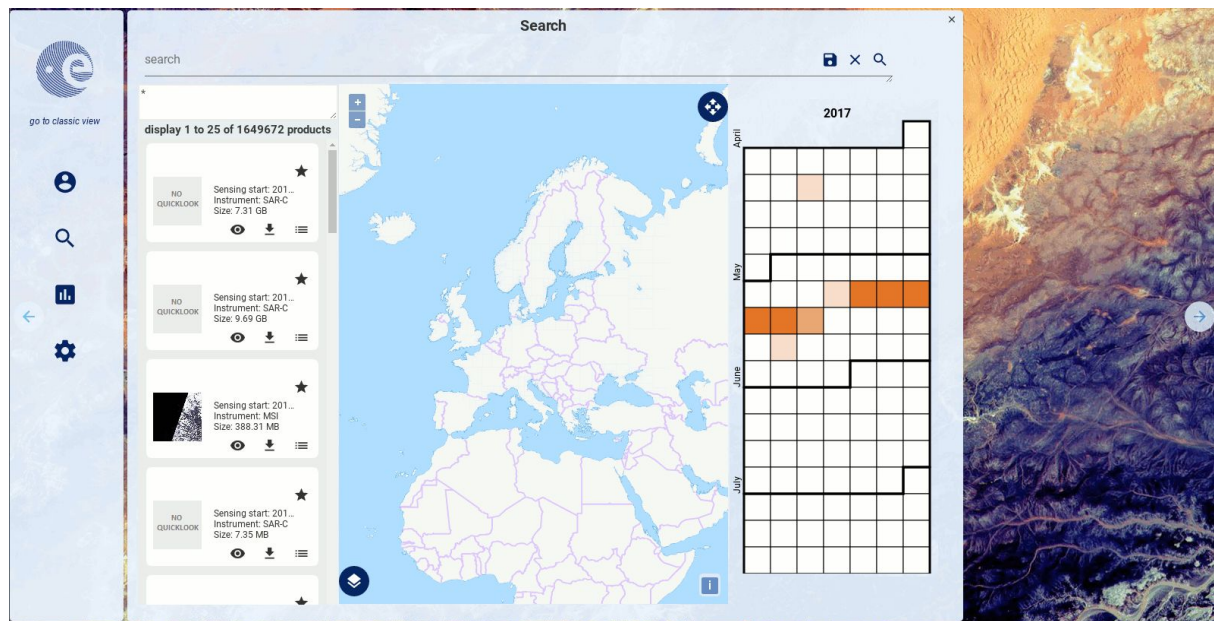 Search
search
go to classic view
*
display 1 to 25 of 1649672 products
NO
QUICKLOOK
Sensing start: 201...
Instrument: SAR-C
Size: 7.31 GB
NO
QUICKLOOK
Sensing start: 201...
Instrument: SAR-C
Size: 9.69 GB
Sensing start: 201...
Instrument: MSI
Size: 388.31 MB
NO
QUICKLOOK
Sensing start: 201...
Instrument: SAR-C
Size: 7.35 MB
+
−
i
2017
April
May
June
July